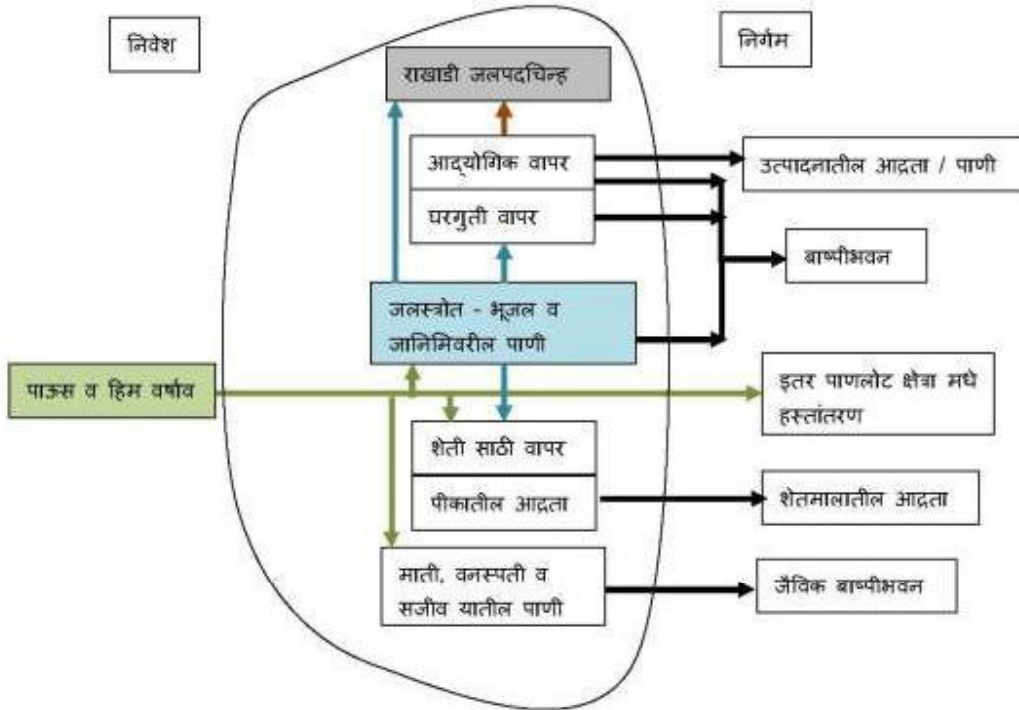 निवेश
निर्गम
राखाडी जलपदचिन्ह
आद्योगिक वापर
उत्पादनातील आद्रता / पाणी
घरगुती वापर
बाष्पीभवन
जलस्त्रोत - भूजल व
जानिमिवरील पाणी
पाऊस व हिम वर्षाव
इतर पाणलोट क्षेत्रा मधे
हस्तांतरण
शेती साठी वापर
पीकातील आद्रता
शेतमालातील आद्रता
माती, वनस्पती व
सजीव यातील पाणी
जैविक बाष्पीभवन